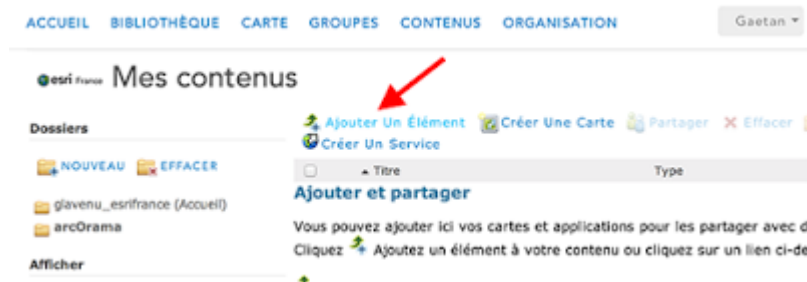 ACCUEIL BIBLIOTHÈQUE CARTE GROUPES CONTENUS ORGANISATION Gaetan
esri France Mes contenus
Ajouter Un Élément Créer Une Carte Partager Effacer
Dossiers
Créer Un Service
NOUVEAU EFFACER
Titre Type
Ajouter et partager
glavenu_esrifrance (Accueil)
arcOrama
Vous pouvez ajouter ici vos cartes et applications pour les partager avec d
Cliquez Ajoutez un élément à votre contenu ou cliquez sur un lien ci-de
Afficher